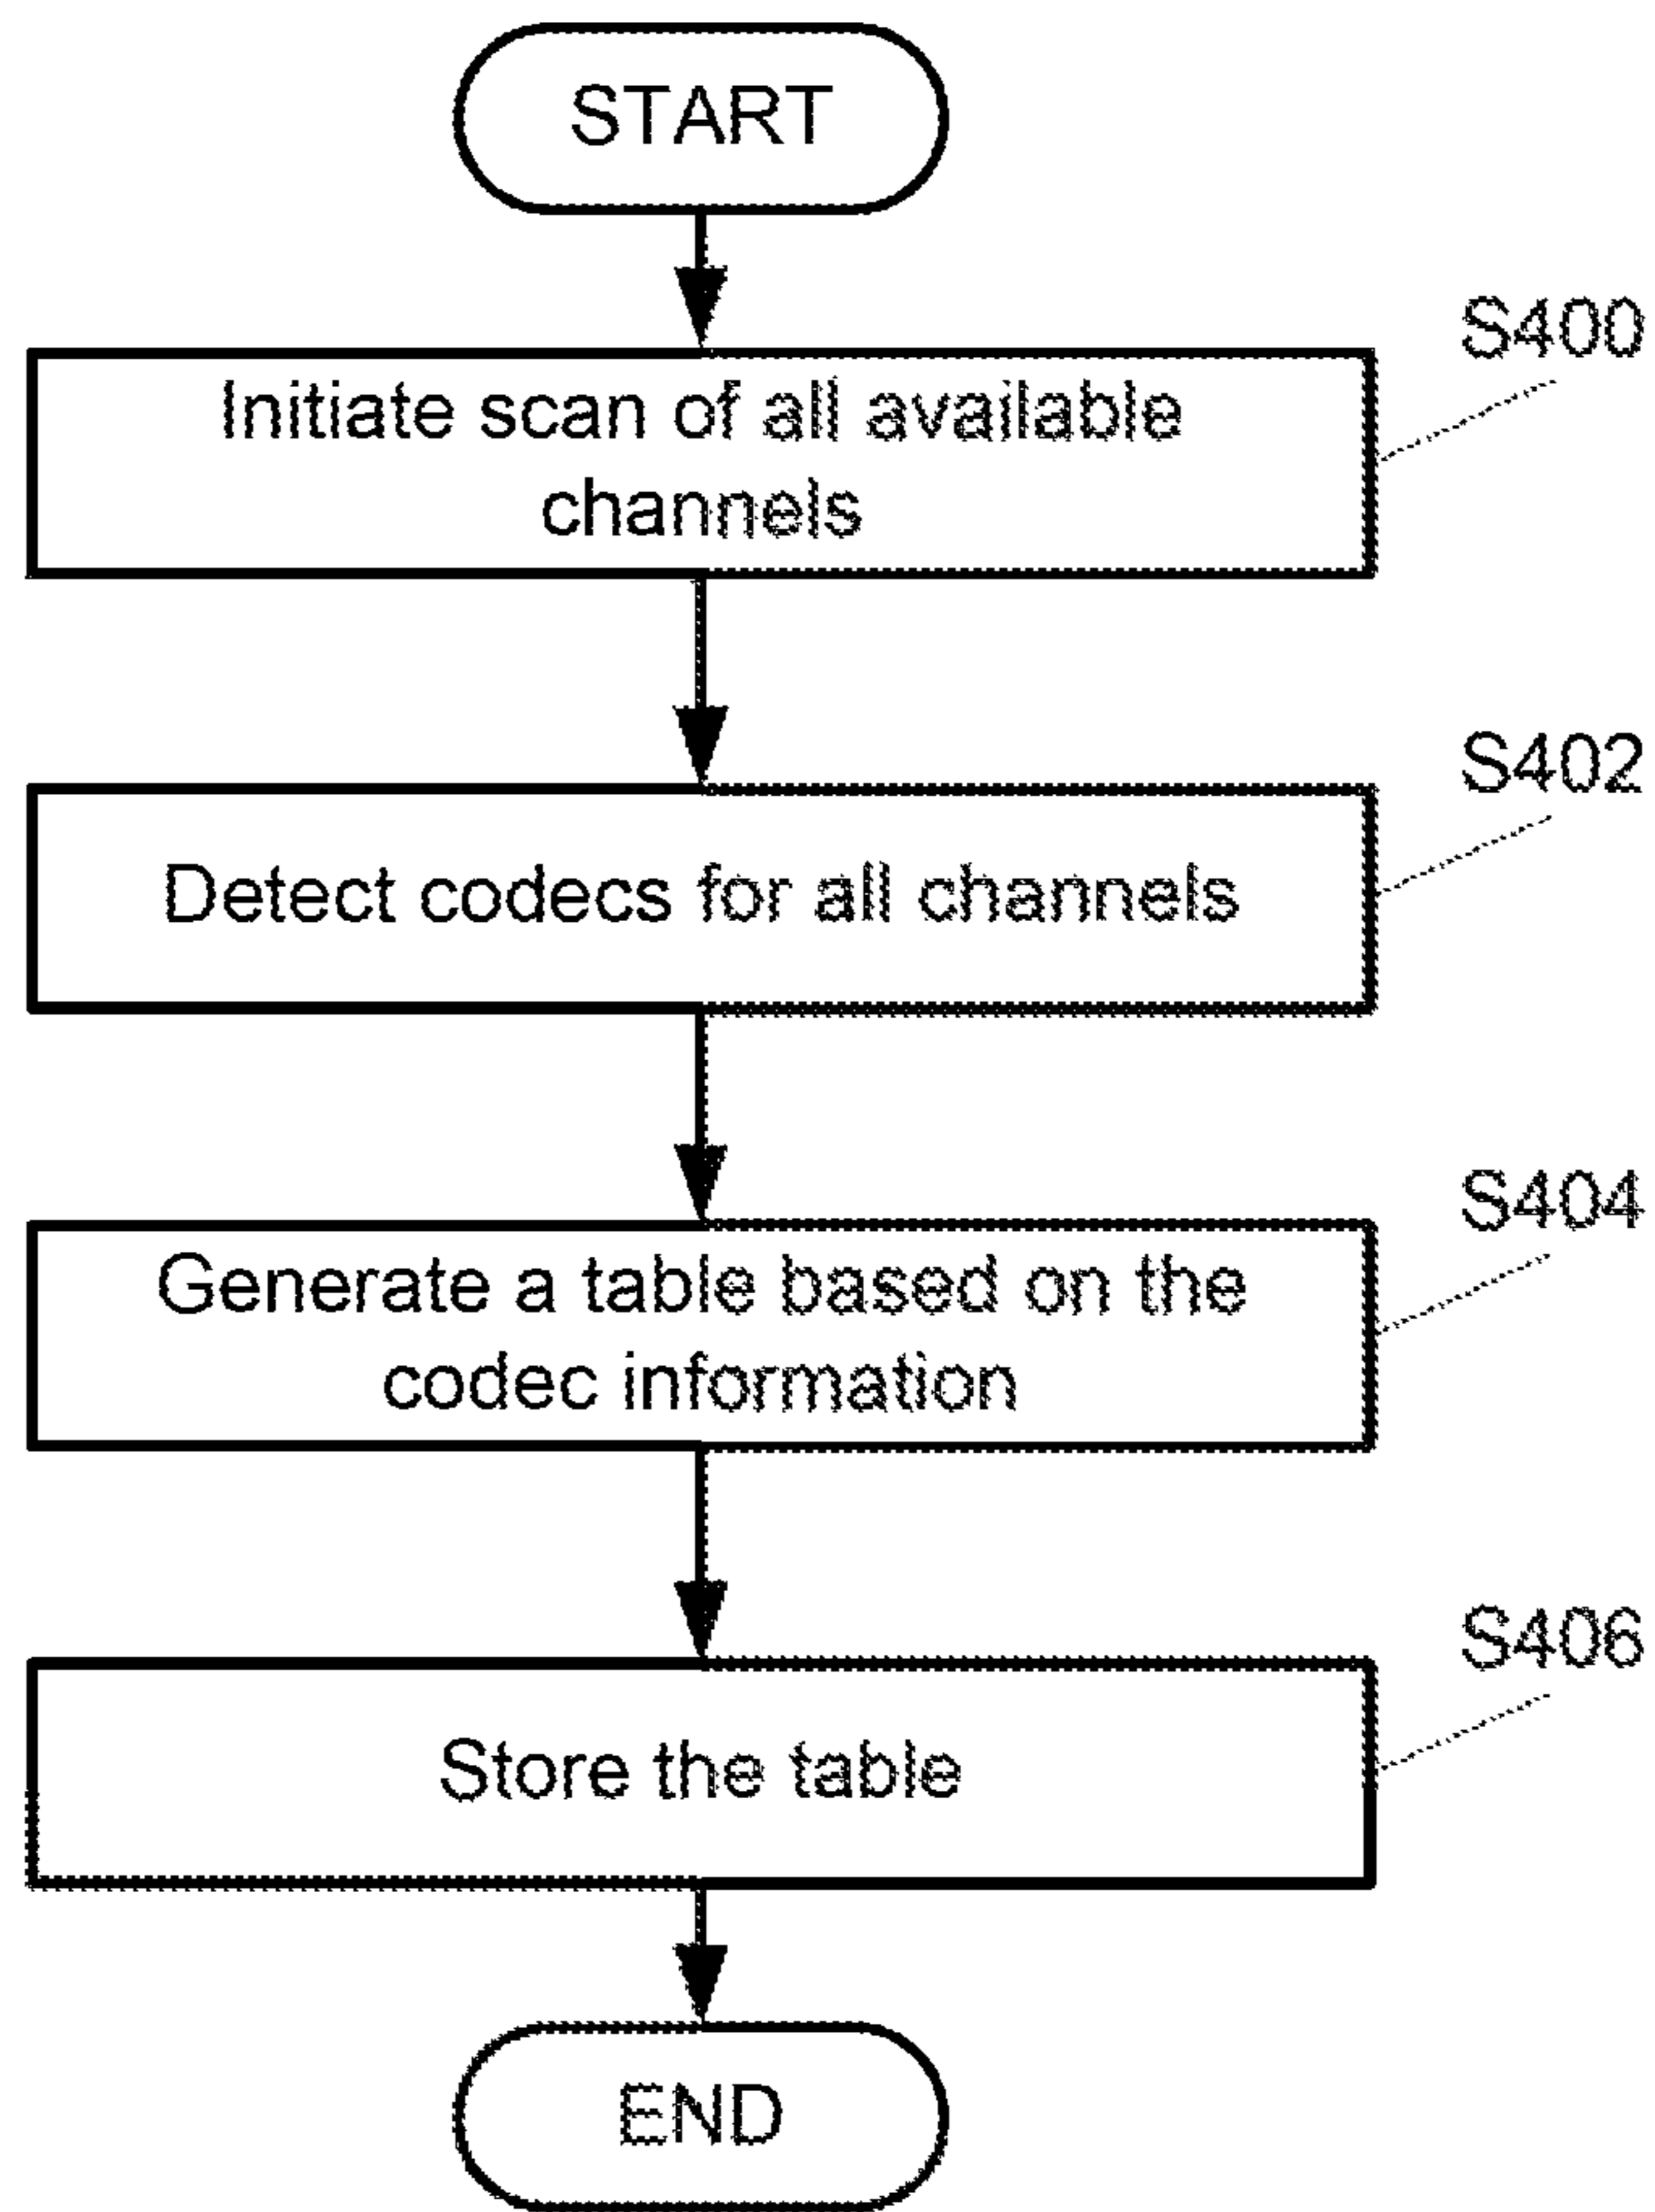 START
S400
Initiate scan of all available
channels
S402
Detect codecs for all channels
S404
Generate a table based on the
codec information
S406
Store the table
END